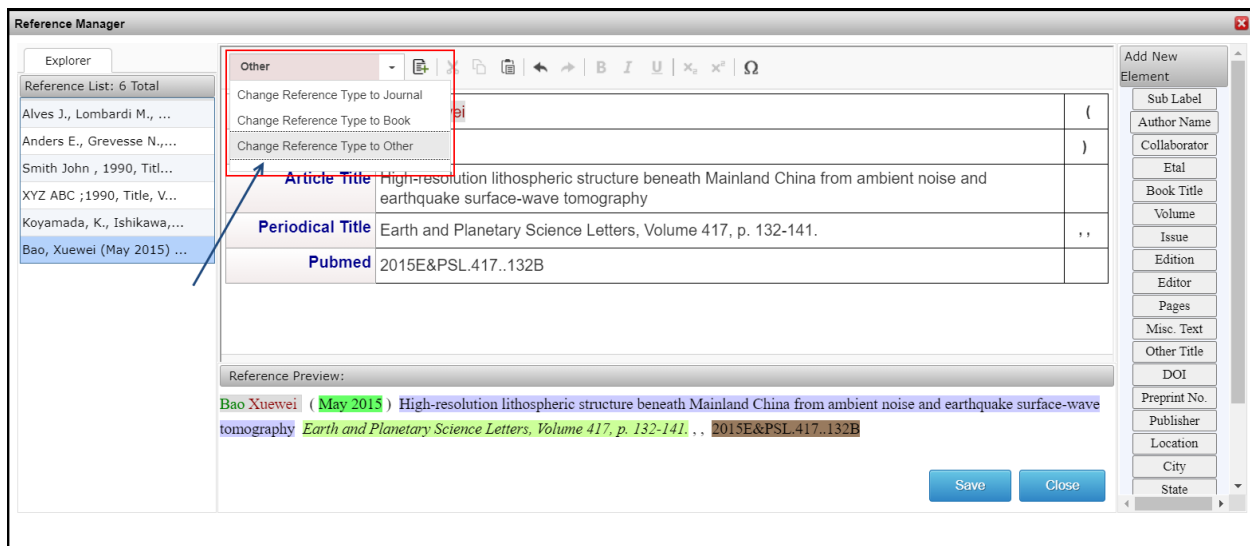 Reference Manager
Explorer
Reference List: 6 Total
Alves J., Lombardi M., ...
Anders E., Grevesse N.,...
Smith John , 1990, Titl...
XYZ ABC ;1990, Title, V...
Koyamada, K., Ishikawa,...
Bao, Xuewei (May 2015) ...
Other
B I U x₂ x² Ω
Change Reference Type to Journal
Change Reference Type to Book
Change Reference Type to Other
(
)
Article Title High-resolution lithospheric structure beneath Mainland China from ambient noise and
earthquake surface-wave tomography
Periodical Title Earth and Planetary Science Letters, Volume 417, p. 132-141. , ,
Pubmed 2015E&PSL.417..132B
Reference Preview:
Bao Xuewei ( May 2015 ) High-resolution lithospheric structure beneath Mainland China from ambient noise and earthquake surface-wave
tomography Earth and Planetary Science Letters, Volume 417, p. 132-141. , , 2015E&PSL.417..132B
Save Close
Add New
Element
Sub Label
Author Name
Collaborator
Etal
Book Title
Volume
Issue
Edition
Editor
Pages
Misc. Text
Other Title
DOI
Preprint No.
Publisher
Location
City
State